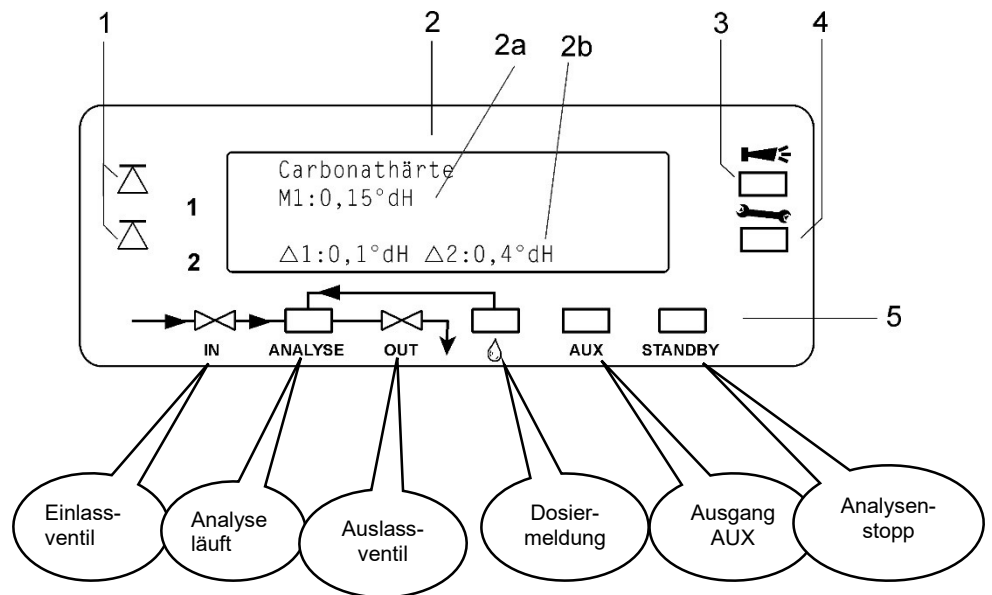 1
2
2a
2b
3
4
Carbonathärte
M1:0,15°dH
1
△1:0,1°dH △2:0,4°dH
2
5
IN
ANALYSE
OUT
AUX
STANDBY
Einlass-
ventil
Analyse
läuft
Auslass-
ventil
Dosier-
meldung
Ausgang
AUX
Analysen-
stopp